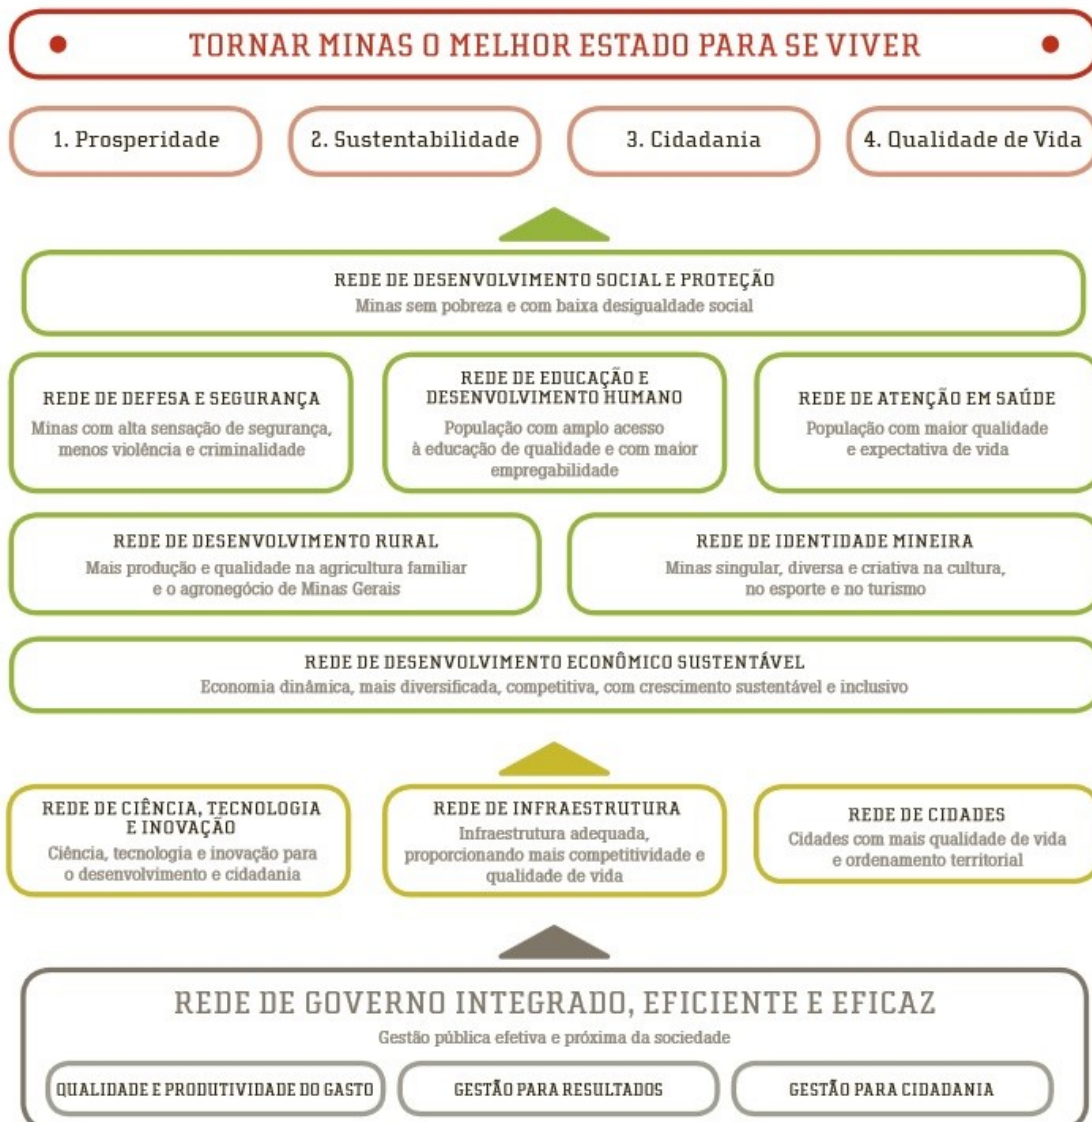 TORNAR MINAS O MELHOR ESTADO PARA SE VIVER
1. Prosperidade
2. Sustentabilidade
3. Cidadania
4. Qualidade de Vida
REDE DE DESENVOLVIMENTO SOCIAL E PROTEÇÃO
Minas sem pobreza e com baixa desigualdade social
REDE DE DEFESA E SEGURANÇA
Minas com alta sensação de segurança,
menos violência e criminalidade
REDE DE EDUCAÇÃO E
DESENVOLVIMENTO HUMANO
População com amplo acesso
à educação de qualidade e com maior
empregabilidade
REDE DE ATENÇÃO EM SAÚDE
População com maior qualidade
e expectativa de vida
REDE DE DESENVOLVIMENTO RURAL
Mais produção e qualidade na agricultura familiar
e o agronegócio de Minas Gerais
REDE DE IDENTIDADE MINEIRA
Minas singular, diversa e criativa na cultura,
no esporte e no turismo
REDE DE DESENVOLVIMENTO ECONÔMICO SUSTENTÁVEL
Economia dinâmica, mais diversificada, competitiva, com crescimento sustentável e inclusivo
REDE DE CIÊNCIA, TECNOLOGIA
E INOVAÇÃO
Ciência, tecnologia e inovação para
o desenvolvimento e cidadania
REDE DE INFRAESTRUTURA
Infraestrutura adequada,
proporcionando mais competitividade e
qualidade de vida
REDE DE CIDADES
Cidades com mais qualidade de vida
e ordenamento territorial
REDE DE GOVERNO INTEGRADO, EFICIENTE E EFICAZ
Gestão pública efetiva e próxima da sociedade
QUALIDADE E PRODUTIVIDADE DO GASTO
GESTÃO PARA RESULTADOS
GESTÃO PARA CIDADANIA